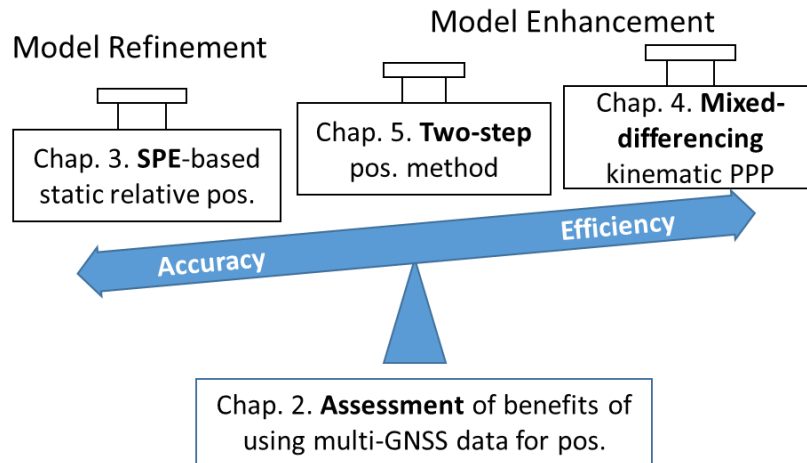 Model Refinement
Model Enhancement
Chap. 3. SPE-based
static relative pos.
Chap. 5. Two-step
pos. method
Chap. 4. Mixed-
differencing
kinematic PPP
Accuracy
Efficiency
Chap. 2. Assessment of benefits of
using multi-GNSS data for pos.